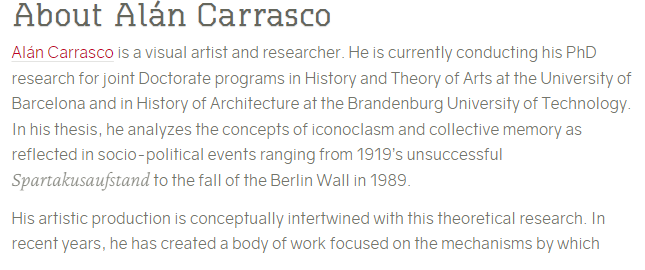 About Alán Carrasco
Alán Carrasco is a visual artist and researcher. He is currently conducting his PhD
research for joint Doctorate programs in History and Theory of Arts at the University of
Barcelona and in History of Architecture at the Brandenburg University of Technology.
In his thesis, he analyzes the concepts of iconoclasm and collective memory as
reflected in socio-political events ranging from 1919's unsuccessful
Spartakusaufstand to the fall of the Berlin Wall in 1989.
His artistic production is conceptually intertwined with this theoretical research. In
recent years, he has created a body of work focused on the mechanisms by which